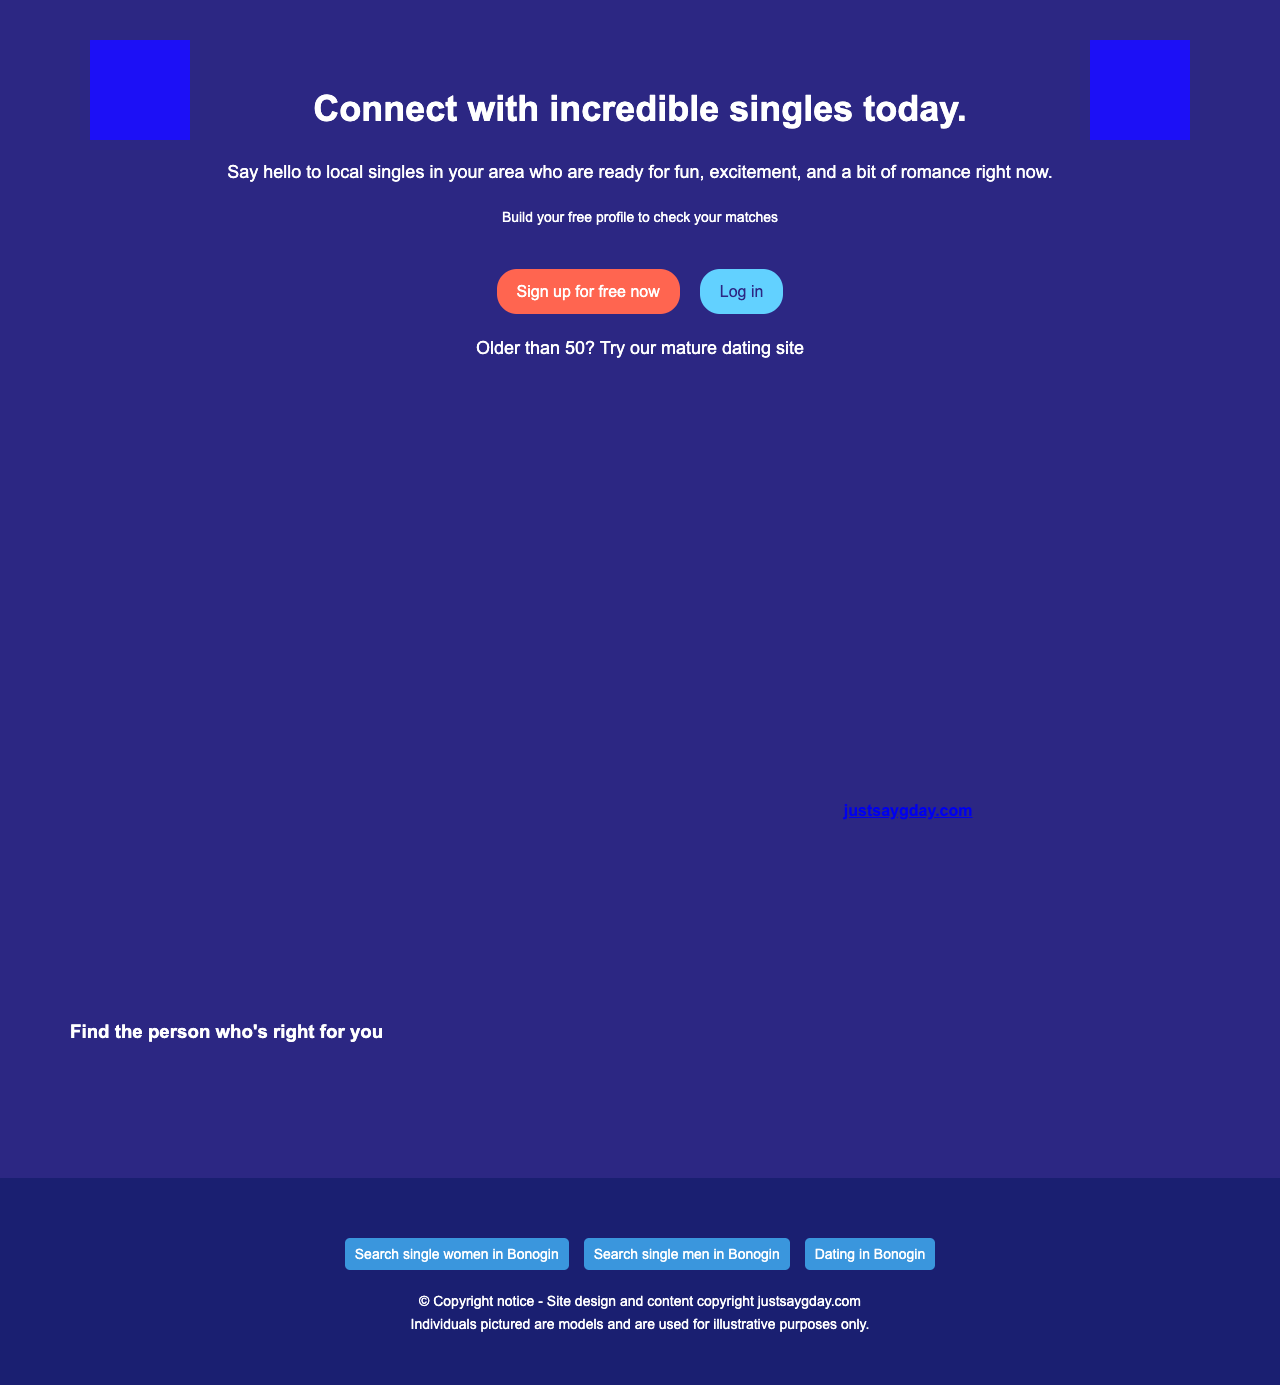 Connect with incredible singles today.
Say hello to local singles in your area who are ready for fun, excitement, and a bit of romance right now.
Build your free profile to check your matches
Sign up for free now
Log in
Older than 50? Try our mature dating site
justsaygday.com
Find the person who's right for you
Search single women in Bonogin
Search single men in Bonogin
Dating in Bonogin
© Copyright notice - Site design and content copyright justsaygday.com
Individuals pictured are models and are used for illustrative purposes only.